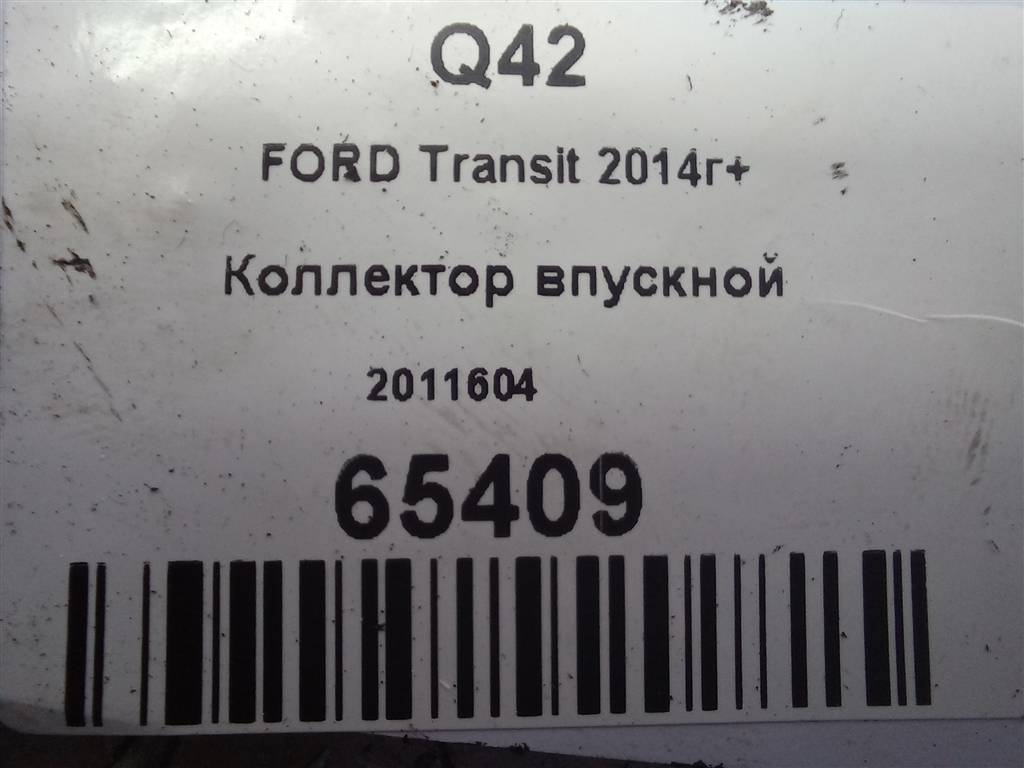 Q42
FORD Transit 2014г+
Коллектор впускной
2011604
65409